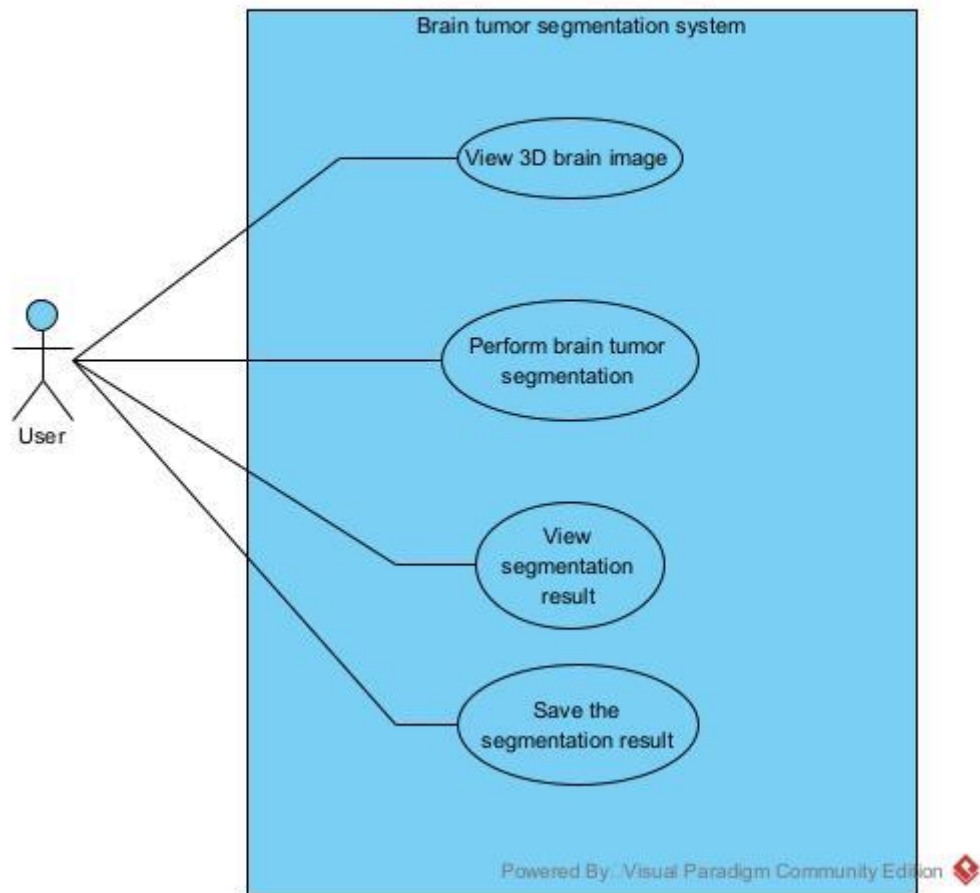 Brain tumor segmentation system
View 3D brain image
Perform brain tumor
segmentation
User
View
segmentation
result
Save the
segmentation result
Powered By Visual Paradigm Community Edition